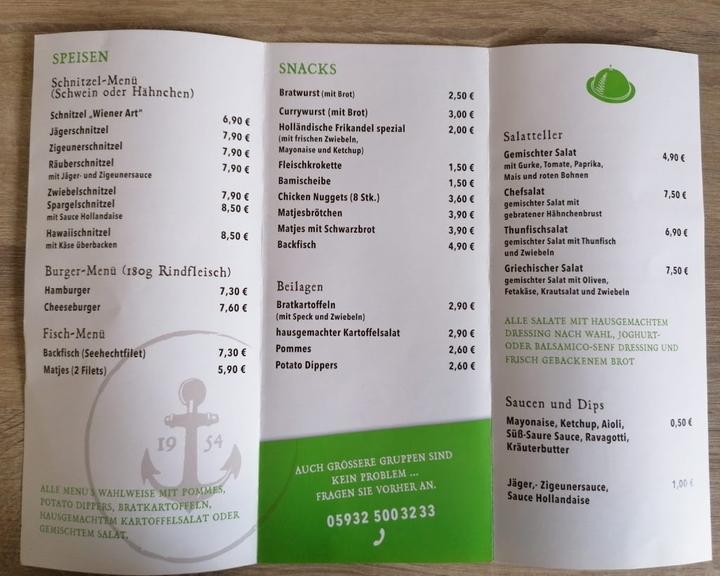 SPEISEN
Schnitzel-Menü
(Schwein oder Hähnchen)
Schnitzel „Wiener Art“ 6,90 €
Jägerschnitzel 7,90 €
Zigeunerschnitzel 7,90 €
Räuberschnitzel 7,90 €
mit Jäger- und Zigeunersauce
Zwiebelschnitzel 7,90 €
Spargelschnitzel 8,50 €
mit Sauce Hollandaise
Hawaiischnitzel 8,50 €
mit Käse überbacken
Burger-Menü (180g Rindfleisch)
Hamburger 7,30 €
Cheeseburger 7,60 €
Fisch-Menü
Backfisch (Seehechtfilet) 7,30 €
Matjes (2 Filets) 5,90 €
19 54
ALLE MENÜ'S WAHLWEISE MIT POMMES,
POTATO DIPPERS, BRATKARTOFFELN,
HAUSGEMACHTEM KARTOFFELSALAT ODER
GEMISCHTEM SALAT.
SNACKS
Bratwurst (mit Brot) 2,50 €
Currywurst (mit Brot) 3,00 €
Holländische Frikandel spezial 2,00 €
(mit frischen Zwiebeln,
Mayonaise und Ketchup)
Fleischkrokette 1,50 €
Bamischeibe 1,50 €
Chicken Nuggets (8 Stk.) 3,60 €
Matjesbrötchen 3,90 €
Matjes mit Schwarzbrot 3,90 €
Backfisch 4,90 €
Beilagen
Bratkartoffeln 2,90 €
(mit Speck und Zwiebeln)
hausgemachter Kartoffelsalat 2,90 €
Pommes 2,60 €
Potato Dippers 2,60 €
AUCH GRÖSSERE GRUPPEN SIND
KEIN PROBLEM ...
FRAGEN SIE VORHER AN.
05932 5003233
Salatteller
Gemischter Salat 4,90 €
mit Gurke, Tomate, Paprika,
Mais und roten Bohnen
Chefsalat 7,50 €
gemischter Salat mit
gebratener Hähnchenbrust
Thunfischsalat 6,90 €
gemischter Salat mit Thunfisch
und Zwiebeln
Griechischer Salat 7,50 €
gemischter Salat mit Oliven,
Fetakäse, Krautsalat und Zwiebeln
ALLE SALATE MIT HAUSGEMACHTEM
DRESSING NACH WAHL, JOGHURT-
ODER BALSAMICO-SENF DRESSING UND
FRISCH GEBACKENEM BROT
Saucen und Dips
Mayonaise, Ketchup, Aioli, 0,50 €
Süß-Saure Sauce, Ravagotti,
Kräuterbutter
Jäger,- Zigeunersauce, 1,00 €
Sauce Hollandaise